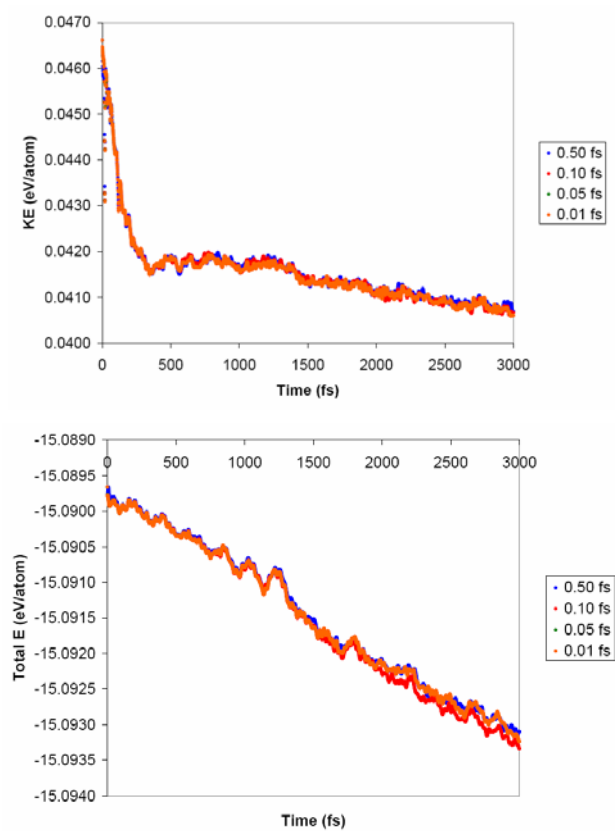 0.0470
0.0460
0.0450
0.0440
0.0430
0.0420
0.0410
0.0400
KE (eV/atom)
0 500 1000 1500 2000 2500 3000
Time (fs)
0.50 fs
0.10 fs
0.05 fs
0.01 fs
-15.0890
-15.0895
-15.0900
-15.0905
-15.0910
-15.0915
-15.0920
-15.0925
-15.0930
-15.0935
-15.0940
Total E (eV/atom)
0 500 1000 1500 2000 2500 3000
Time (fs)
0.50 fs
0.10 fs
0.05 fs
0.01 fs